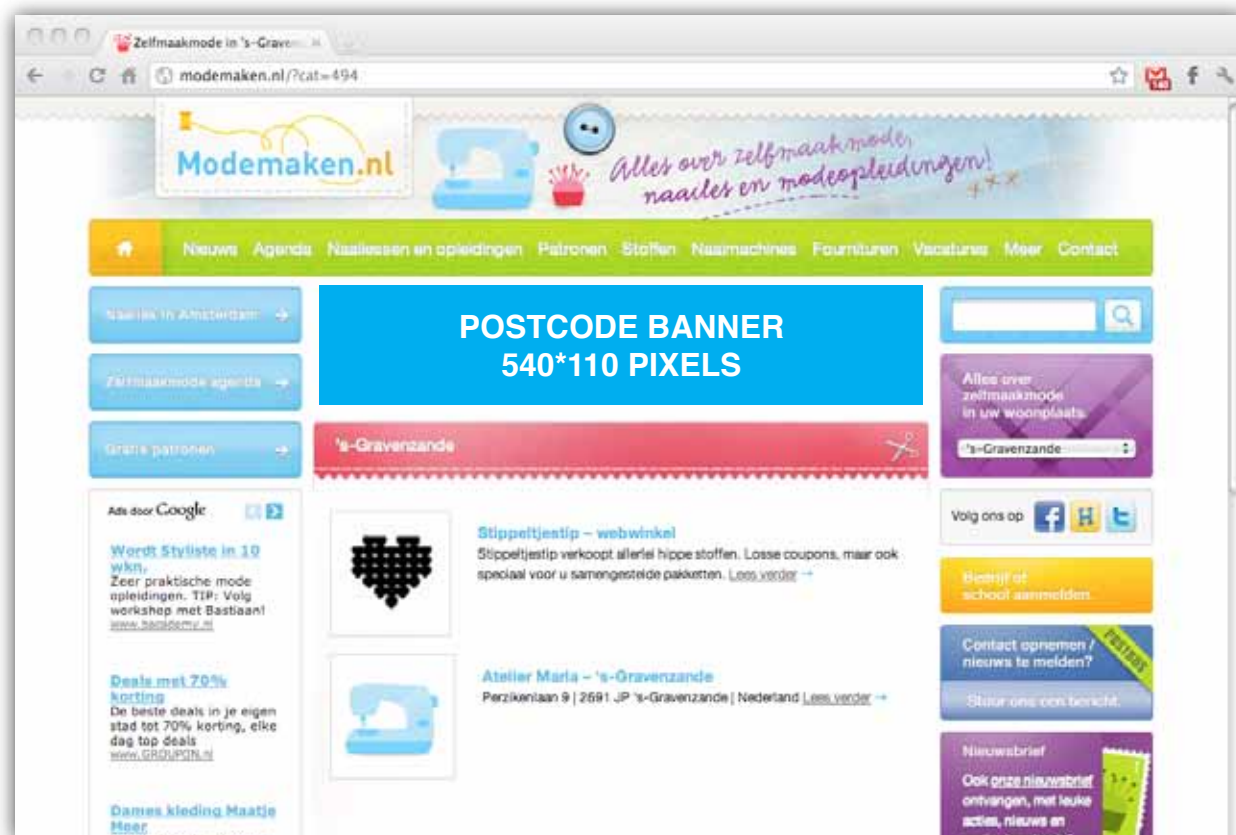 Zelfmaakmode in 's-Graven
modemaken.nl/?cat=494
Modemaken.nl
Alles over zelfmaakmode,
naailes en modeopleidingen!
Nieuws Agenda Naailessen en opleidingen Patronen Stoffen Naaimachines Fournituren Vacatures Meer Contact
Naailes in Amsterdam
Zelfmaakmode agenda
Gratis patronen
Ads door Google
Wordt Styliste in 10
wkn.
Zeer praktische mode
opleidingen. TIP: Volg
workshop met Bastiaan!
www.bacademy.nl
Deals met 70%
korting
De beste deals in je eigen
stad tot 70% korting, elke
dag top deals
www.GROUPON.nl
Dames kleding Maatje
Meer
POSTCODE BANNER
540*110 PIXELS
's-Gravenzande
Stippeltjestip – webwinkel
Stippeltjestip verkoopt allerlei hippe stoffen. Losse coupons, maar ook
speciaal voor u samengestelde pakketten. Lees verder →
Atelier Marla – 's-Gravenzande
Perzikenlaan 9 | 2691 JP 's-Gravenzande | Nederland Lees verder →
Alles over
zelfmaakmode
in uw woonplaats.
's-Gravenzande
Volg ons op
Bedrijf of
school aanmelden.
Contact opnemen /
nieuws te melden?
POSTBUS
Stuur ons een bericht.
Nieuwsbrief
Ook onze nieuwsbrief
ontvangen, met leuke
acties, nieuws en